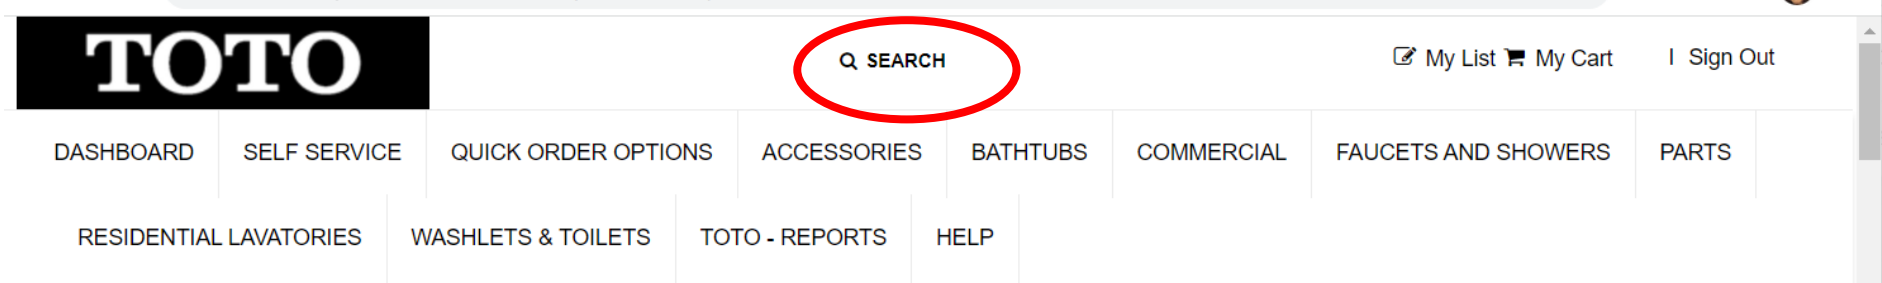 TOTO
SEARCH
My List My Cart | Sign Out
DASHBOARD SELF SERVICE QUICK ORDER OPTIONS ACCESSORIES BATHTUBS COMMERCIAL FAUCETS AND SHOWERS PARTS
RESIDENTIAL LAVATORIES WASHLETS & TOILETS TOTO - REPORTS HELP